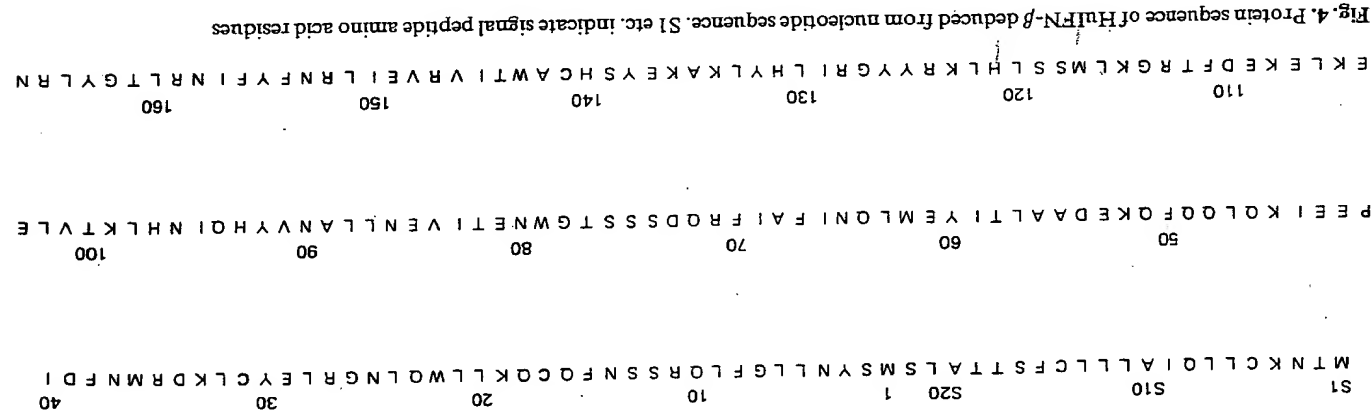 S1 S10 S20 1 10 20 30 40
M T N K C L L Q I A L L L C F S T T A L S M S Y N L L G F L Q R S S N F Q C Q K L L W Q L N G R L E Y C L K D R M N F D I
50 60 70 80 90 100
P E E I K Q L Q Q F Q K E D A A L T I Y E M L Q N I F A I F R Q D S S S T G W N E T I V E N L L A N V Y H Q I N H L K T V L E
110 120 130 140 150 160
E K L E K E D F T R G K L M S S L H L K R Y Y G R I L H Y L K A K E Y S H C A W T I V R V E I L R N F Y F I N R L T G Y L R N
Fig. 4. Protein sequence of HuIFN-β deduced from nucleotide sequence. S1 etc. indicate signal peptide amino acid residues